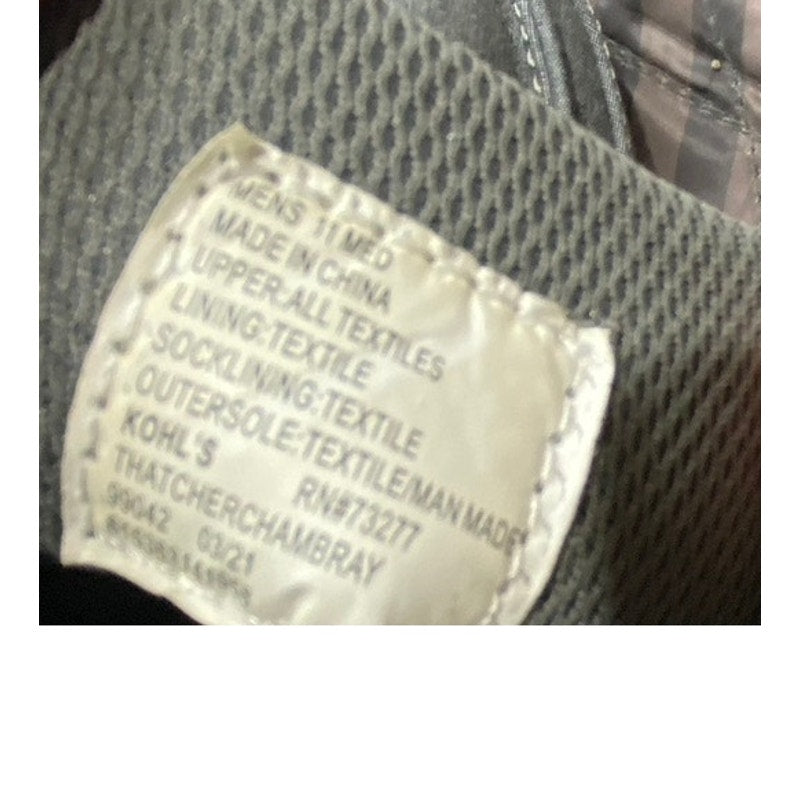 MENS 11 MED
MADE IN CHINA
UPPER:ALL TEXTILES
LINING:TEXTILE
SOCKLINING:TEXTILE
OUTERSOLE:TEXTILE/MAN MADE
KOHL'S RN#73277
THATCHERCHAMBRAY
99042 03/21